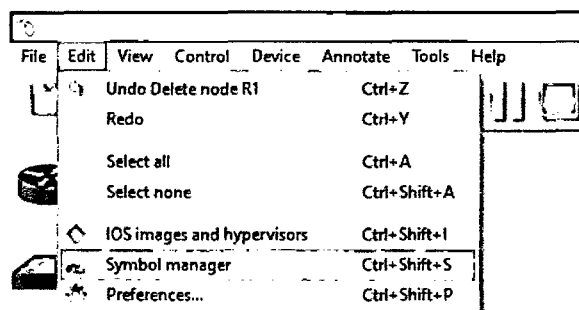 File Edit View Control Device Annotate Tools Help
Undo Delete node R1 Ctrl+Z
Redo Ctrl+Y
Select all Ctrl+A
Select none Ctrl+Shift+A
IOS images and hypervisors Ctrl+Shift+I
Symbol manager Ctrl+Shift+S
Preferences... Ctrl+Shift+P